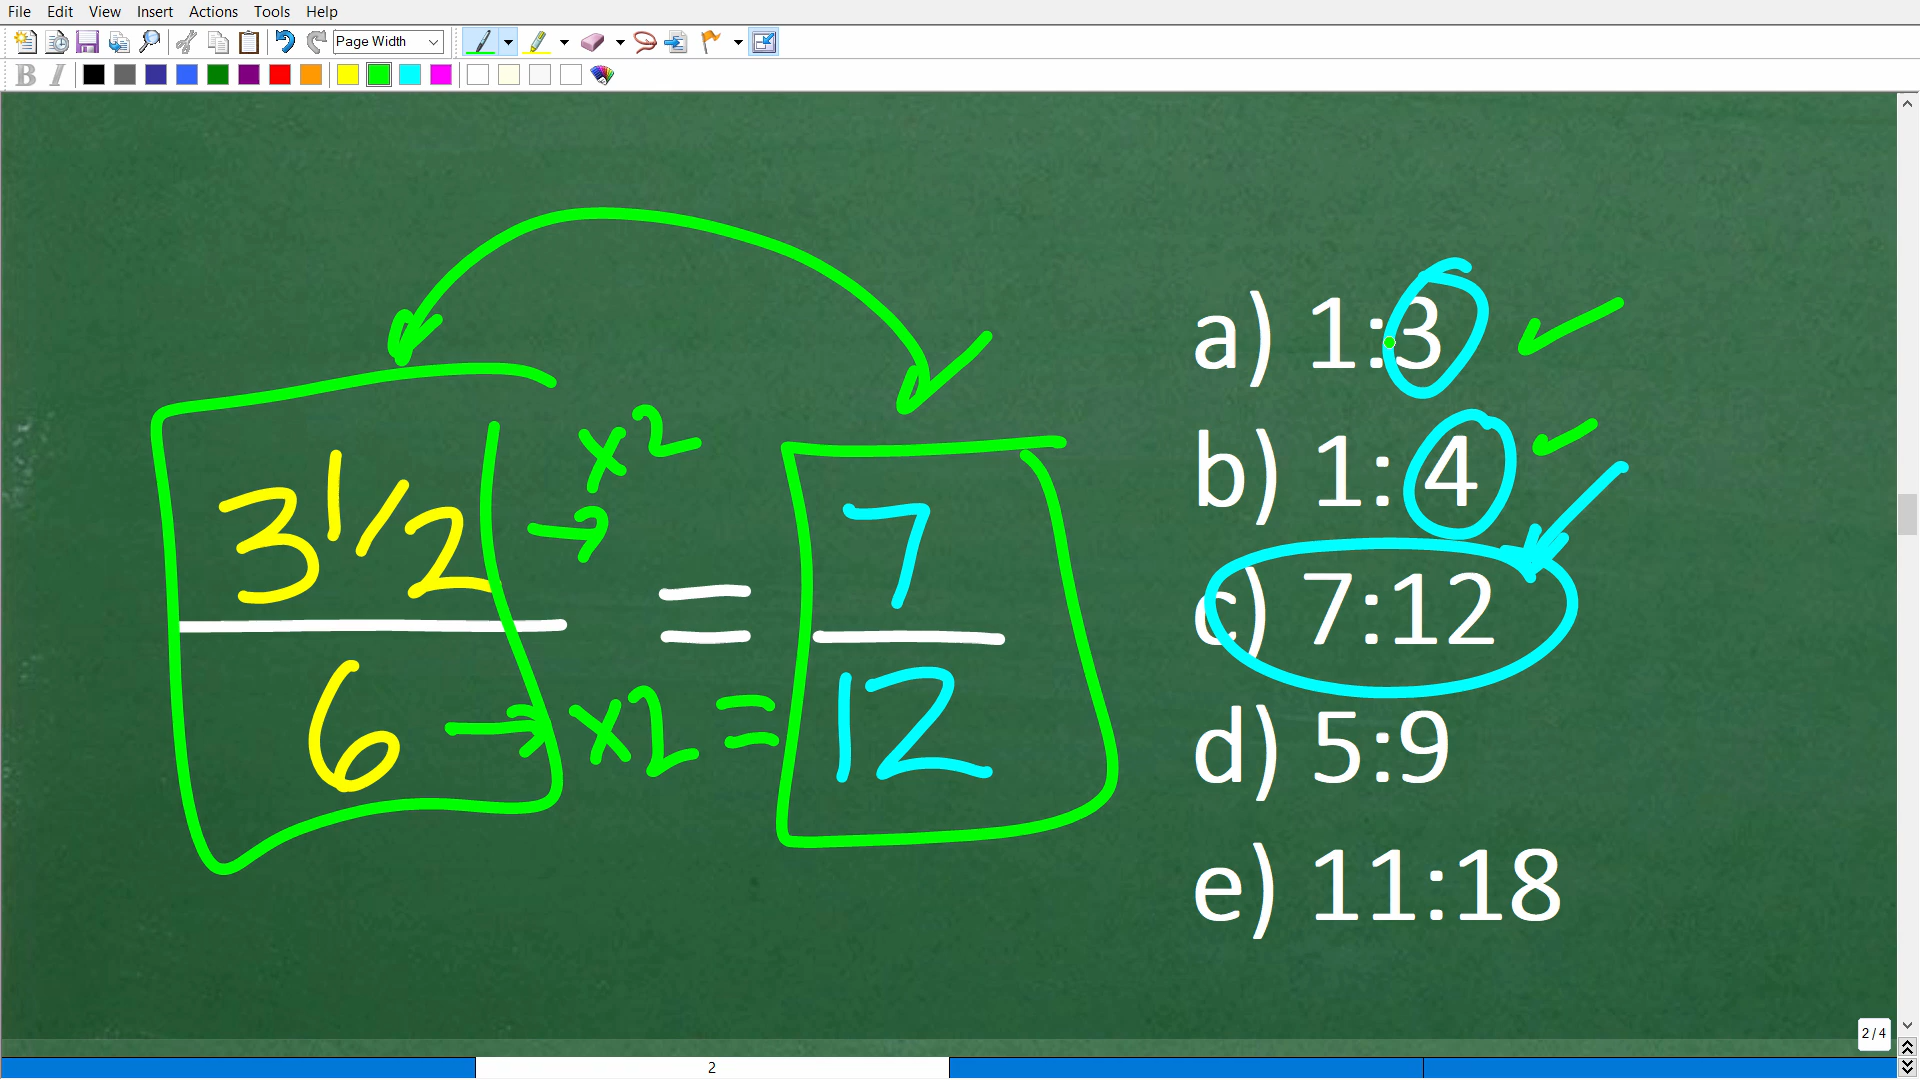 File Edit View Insert Actions Tools Help
Page Width
B I
3 1/2
6
x2
x2 =
=
7
12
a) 1:3
b) 1:4
c) 7:12
d) 5:9
e) 11:18
2 / 4
2